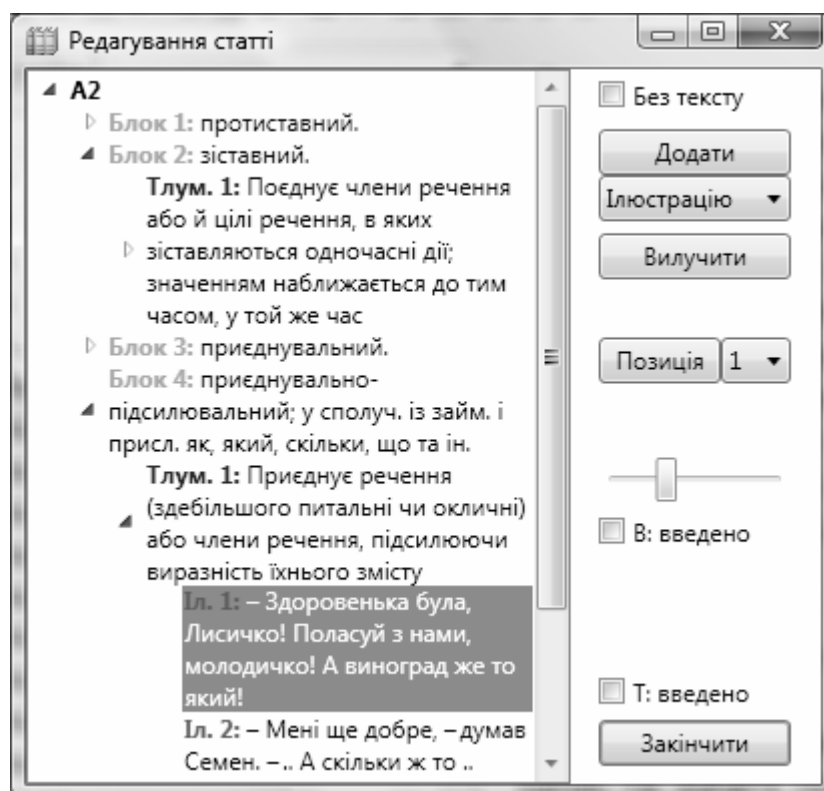 Редагування статті
А2
Блок 1: протиставний.
Блок 2: зіставний.
Тлум. 1: Поєднує члени речення
або й цілі речення, в яких
зіставляються одночасні дії;
значенням наближається до тим
часом, у той же час
Блок 3: приєднувальний.
Блок 4: приєднувально-
підсилювальний; у сполуч. із займ. і
присл. як, який, скільки, що та ін.
Тлум. 1: Приєднує речення
(здебільшого питальні чи окличні)
або члени речення, підсилюючи
виразність їхнього змісту
Іл. 1: – Здоровенька була,
Лисичко! Поласуй з нами,
молодичко! А виноград же то
який!
Іл. 2: – Мені ще добре, – думав
Семен. – .. А скільки ж то ..
Без тексту
Додати
Ілюстрацію
Вилучити
Позиція 1
В: введено
Т: введено
Закінчити